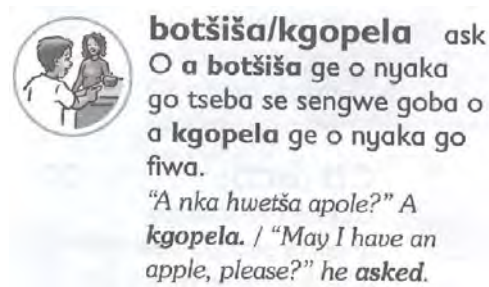 botšiša/kgopela ask
O a botšiša ge o nyaka
go tseba se sengwe goba o
a kgopela ge o nyaka go
fiwa.
"A nka hwetša apole?" A
kgopela. / "May I have an
apple, please?" he asked.